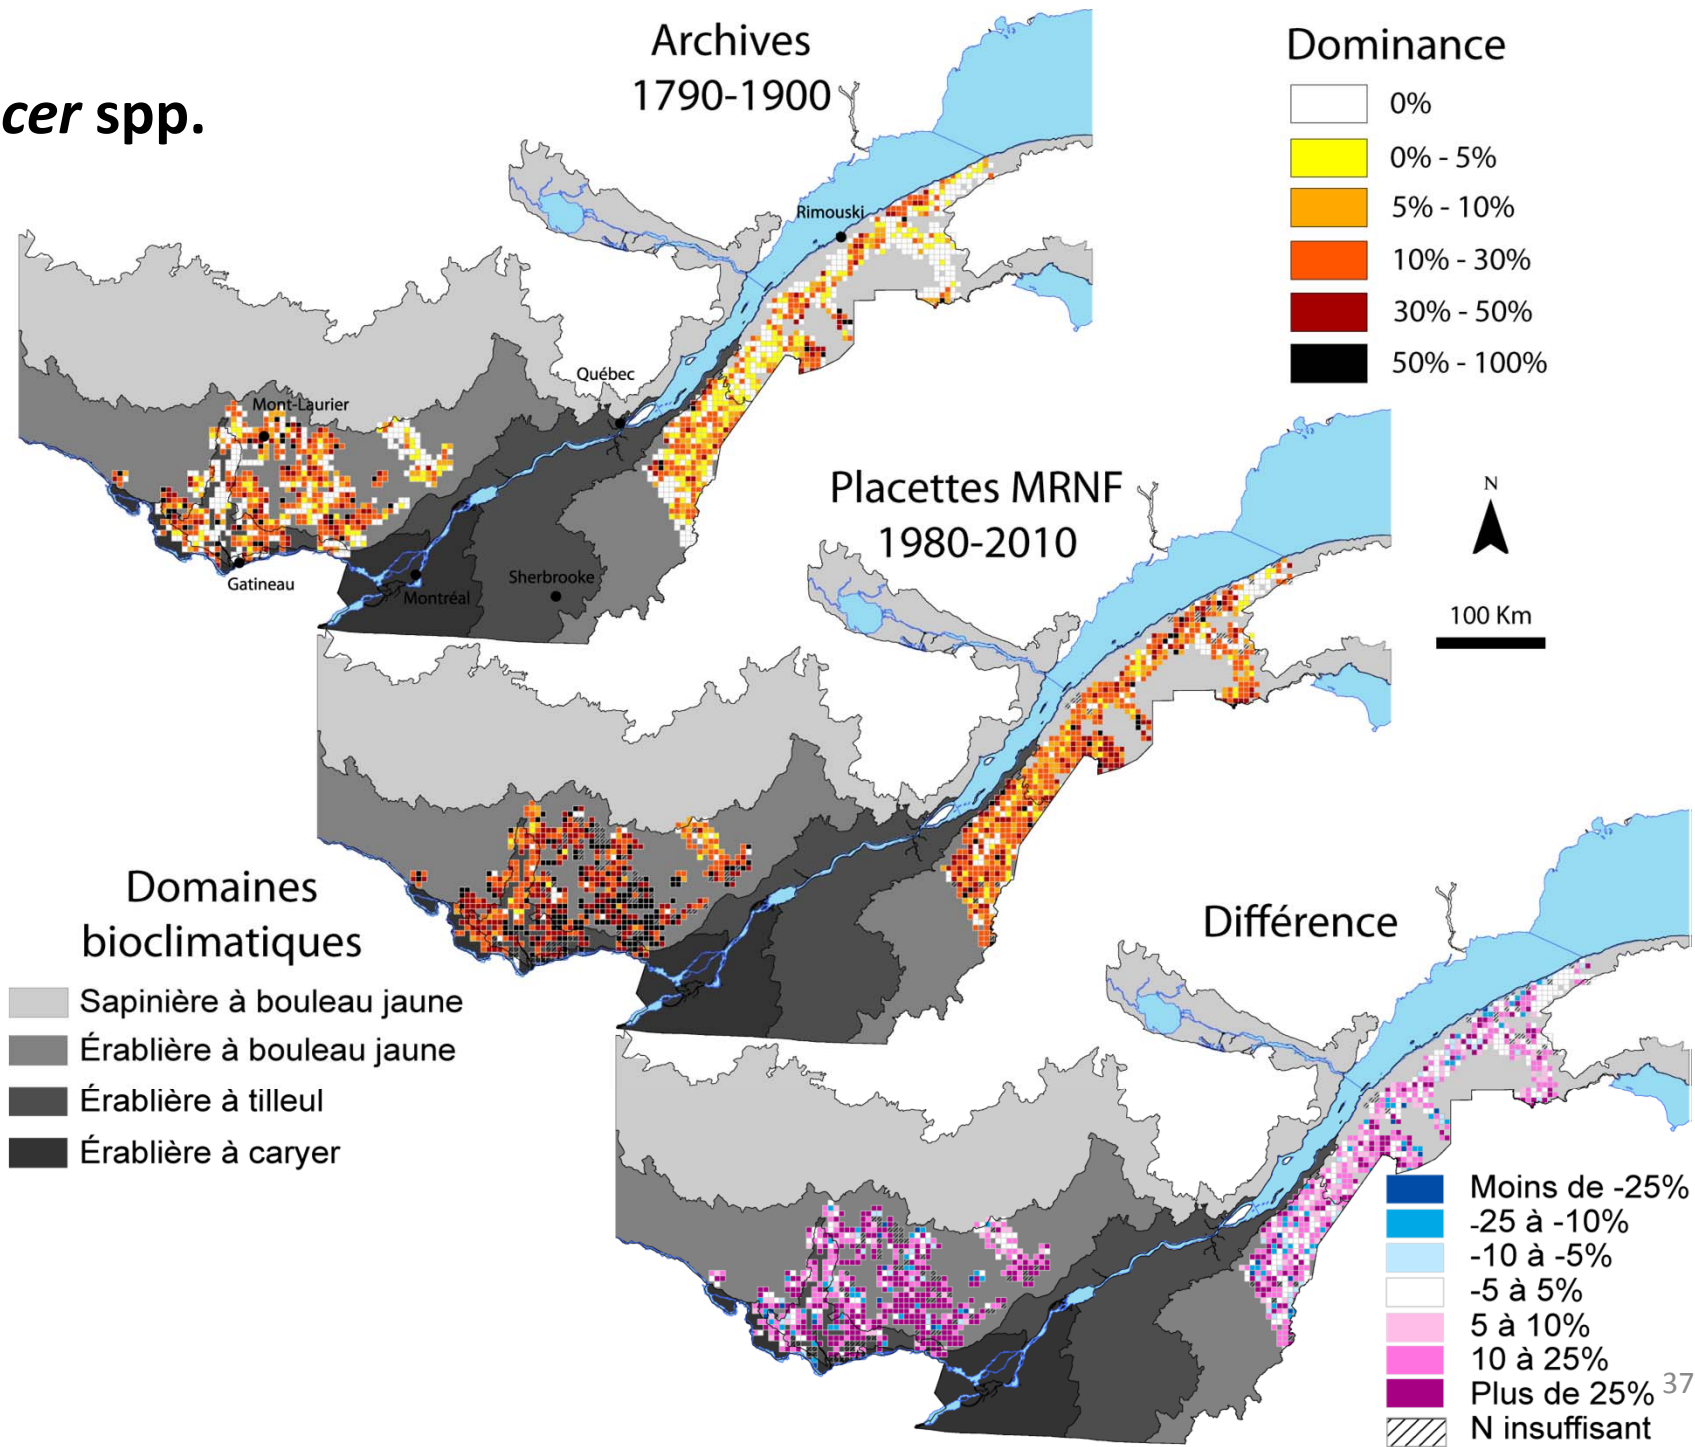 cer spp.
Archives
1790-1900
Dominance
0%
0% - 5%
5% - 10%
10% - 30%
30% - 50%
50% - 100%
Rimouski
Québec
Mont-Laurier
Gatineau
Montréal
Sherbrooke
Placettes MRNF
1980-2010
N
100 Km
Domaines
bioclimatiques
Sapinière à bouleau jaune
Érablière à bouleau jaune
Érablière à tilleul
Érablière à caryer
Différence
Moins de -25%
-25 à -10%
-10 à -5%
-5 à 5%
5 à 10%
10 à 25%
Plus de 25%
N insuffisant
37